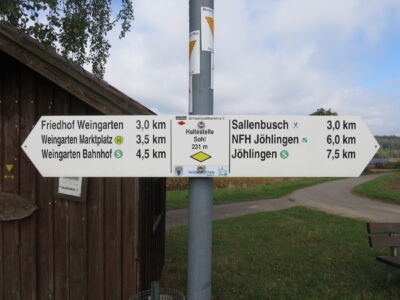 Friedhof Weingarten 3,0 km
Weingarten Marktplatz H 3,5 km
Weingarten Bahnhof S 4,5 km
Haltestelle
Sohl
231 m
Sallenbusch 3,0 km
NFH Jöhlingen 6,0 km
Jöhlingen S 7,5 km